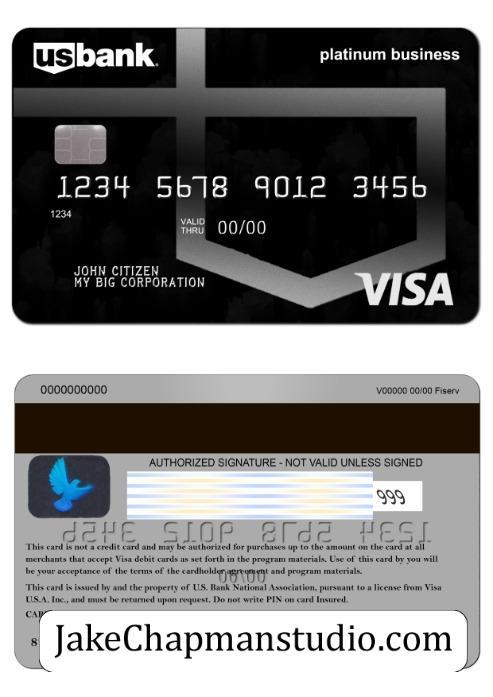 usbank
platinum business
1234 5678 9012 3456
1234
VALID
THRU 00/00
JOHN CITIZEN
MY BIG CORPORATION
VISA
0000000000
V00000 00/00 Fiserv
AUTHORIZED SIGNATURE - NOT VALID UNLESS SIGNED
999
This card is not a credit card and may be authorized for purchases up to the amount on the card at all
merchants that accept Visa debit cards as set forth in the program materials. Use of this card by you will
be your acceptance of the terms of the cardholder agreement and program materials.
This card is issued by and the property of U.S. Bank National Association, pursuant to a license from Visa
U.S.A. Inc., and must be returned upon request. Do not write PIN on card Insured.
JakeChapmanstudio.com